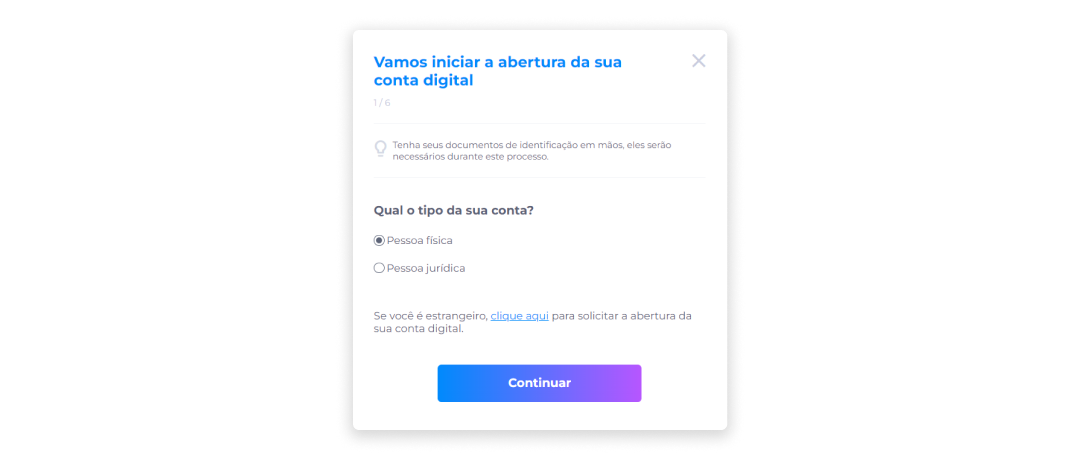 Vamos iniciar a abertura da sua
conta digital
1 / 6
Tenha seus documentos de identificação em mãos, eles serão
necessários durante este processo.
Qual o tipo da sua conta?
Pessoa física
Pessoa jurídica
Se você é estrangeiro, clique aqui para solicitar a abertura da
sua conta digital.
Continuar